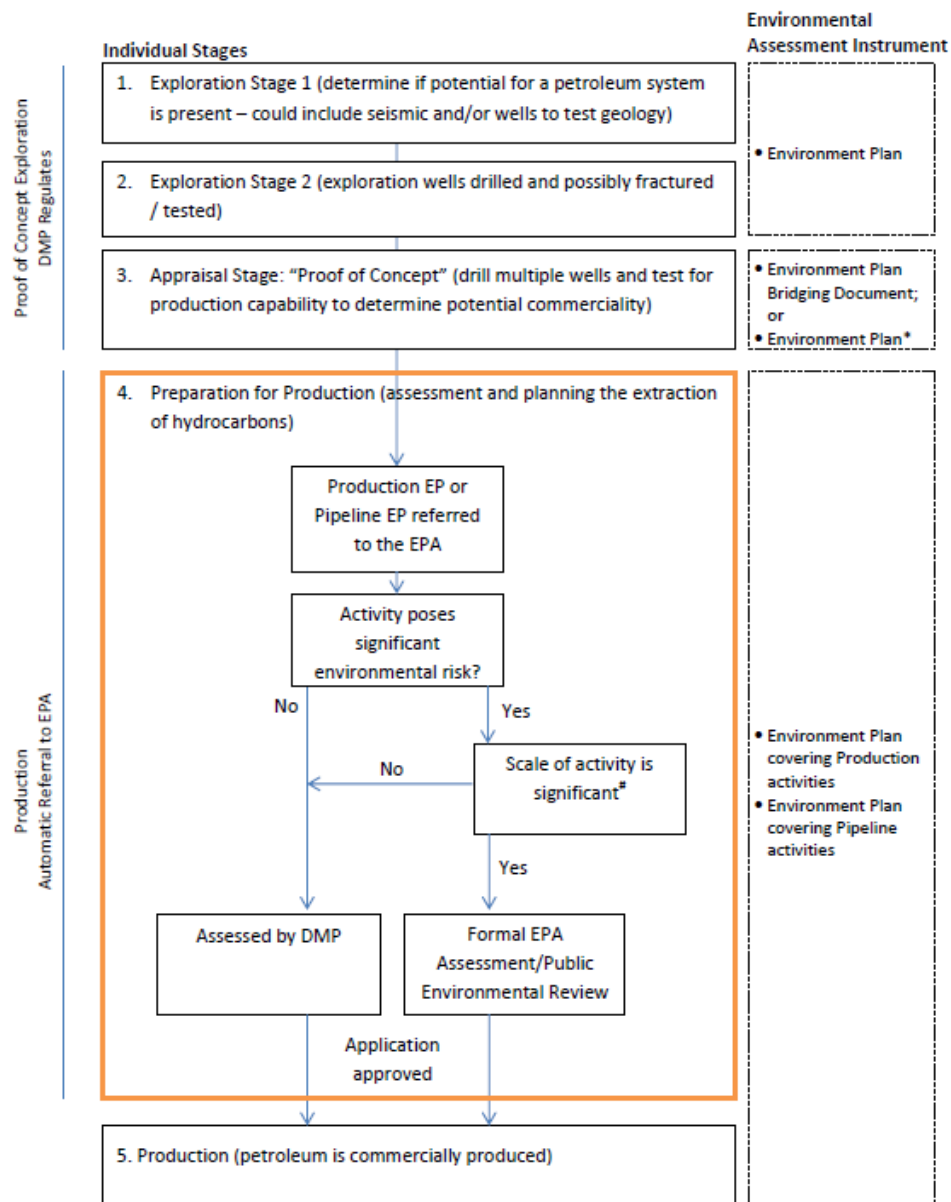 Individual Stages
Environmental
Assessment Instrument
Proof of Concept Exploration
DMP Regulates
1. Exploration Stage 1 (determine if potential for a petroleum system
is present – could include seismic and/or wells to test geology)
2. Exploration Stage 2 (exploration wells drilled and possibly fractured
/ tested)
• Environment Plan
3. Appraisal Stage: “Proof of Concept” (drill multiple wells and test for
production capability to determine potential commerciality)
• Environment Plan
Bridging Document;
or
• Environment Plan*
Production
Automatic Referral to EPA
4. Preparation for Production (assessment and planning the extraction
of hydrocarbons)
Production EP or
Pipeline EP referred
to the EPA
Activity poses
significant
environmental risk?
No
Yes
No
Scale of activity is
significant#
Yes
Assessed by DMP
Formal EPA
Assessment/Public
Environmental Review
Application
approved
• Environment Plan
covering Production
activities
• Environment Plan
covering Pipeline
activities
5. Production (petroleum is commercially produced)